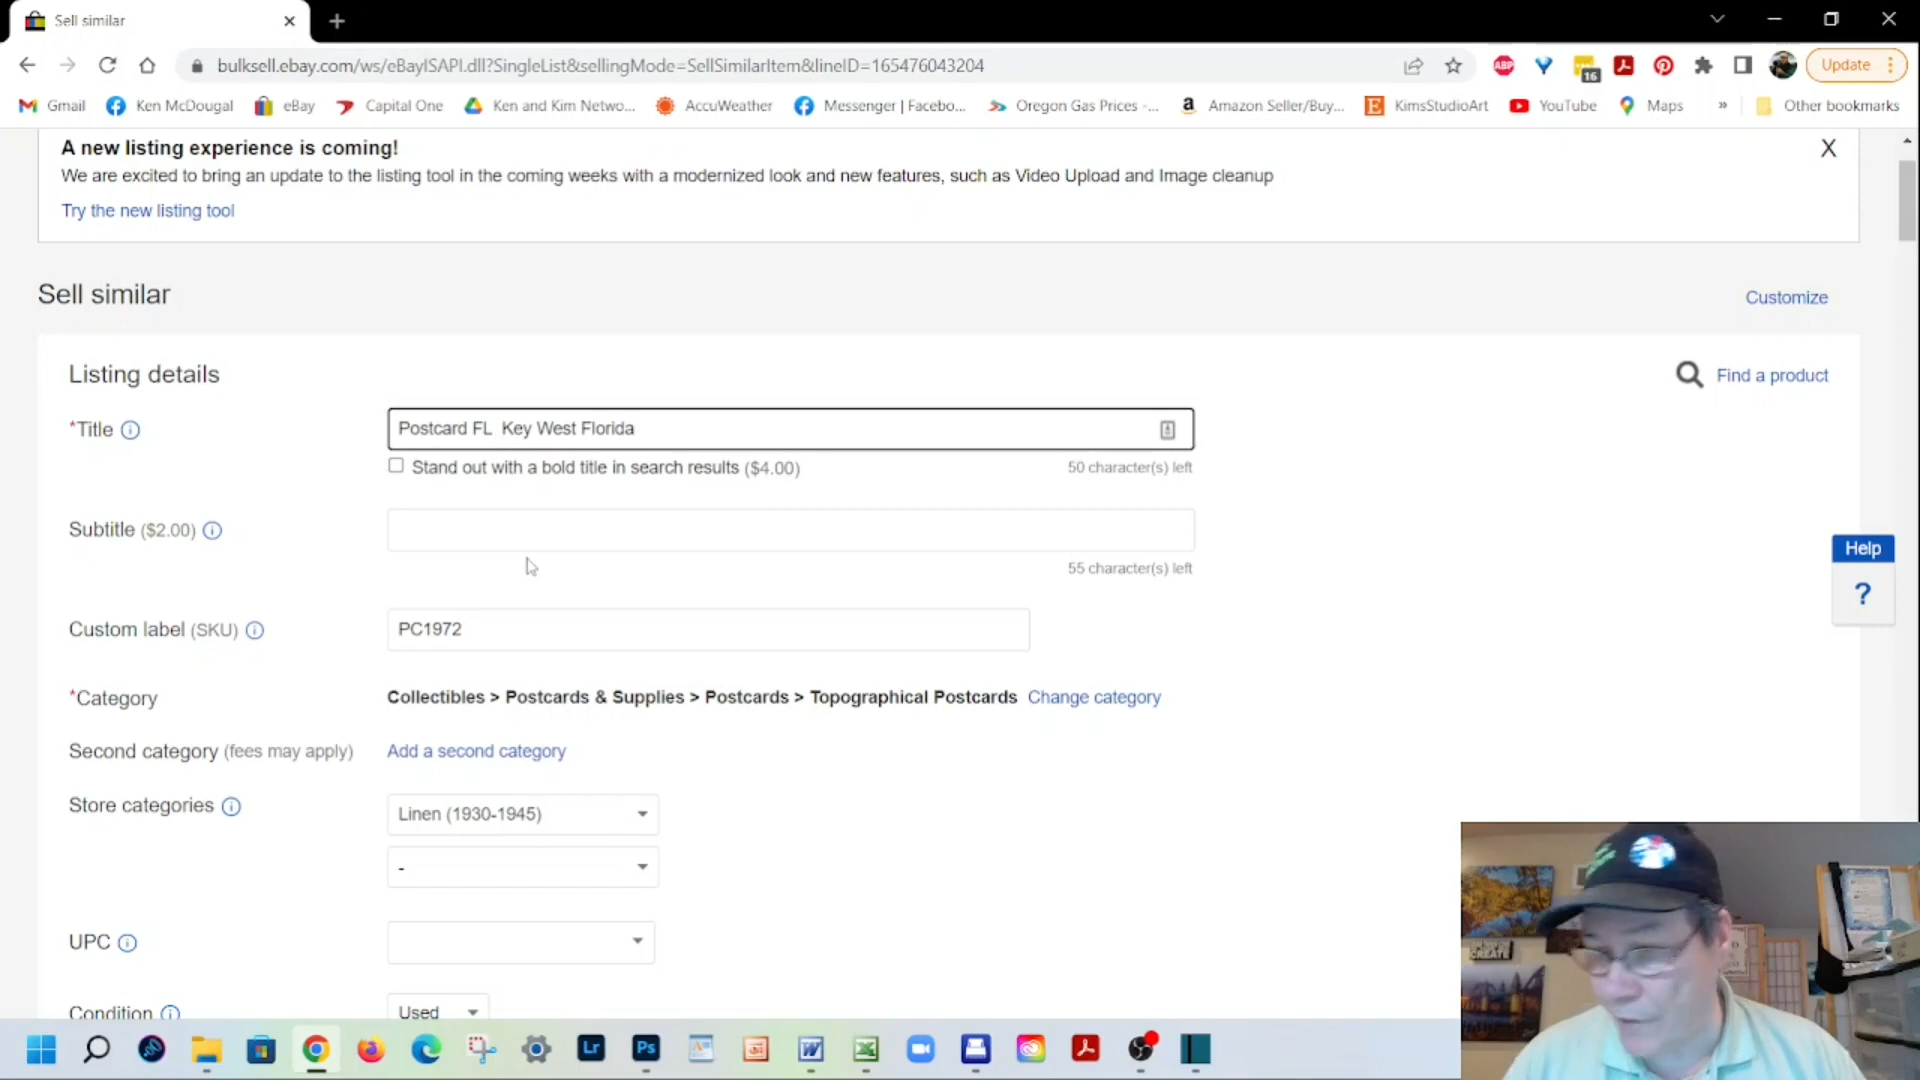 Sell similar
bulksell.ebay.com/ws/eBayISAPI.dll?SingleList&sellingMode=SellSimilarItem&lineID=165476043204
ABP
16
Update
Gmail
Ken McDougal
eBay
Capital One
Ken and Kim Netwo...
AccuWeather
Messenger | Facebo...
Oregon Gas Prices -...
Amazon Seller/Buy...
KimsStudioArt
YouTube
Maps
»
Other bookmarks
A new listing experience is coming!
X
We are excited to bring an update to the listing tool in the coming weeks with a modernized look and new features, such as Video Upload and Image cleanup
Try the new listing tool
Sell similar
Customize
Listing details
Find a product
*Title
Postcard FL  Key West Florida
Stand out with a bold title in search results ($4.00)
50 character(s) left
Subtitle ($2.00)
55 character(s) left
Help
?
Custom label (SKU)
PC1972
*Category
Collectibles > Postcards & Supplies > Postcards > Topographical Postcards Change category
Second category (fees may apply)
Add a second category
Store categories
Linen (1930-1945)
-
UPC
Condition
Used
CREATE
Lr
Ps